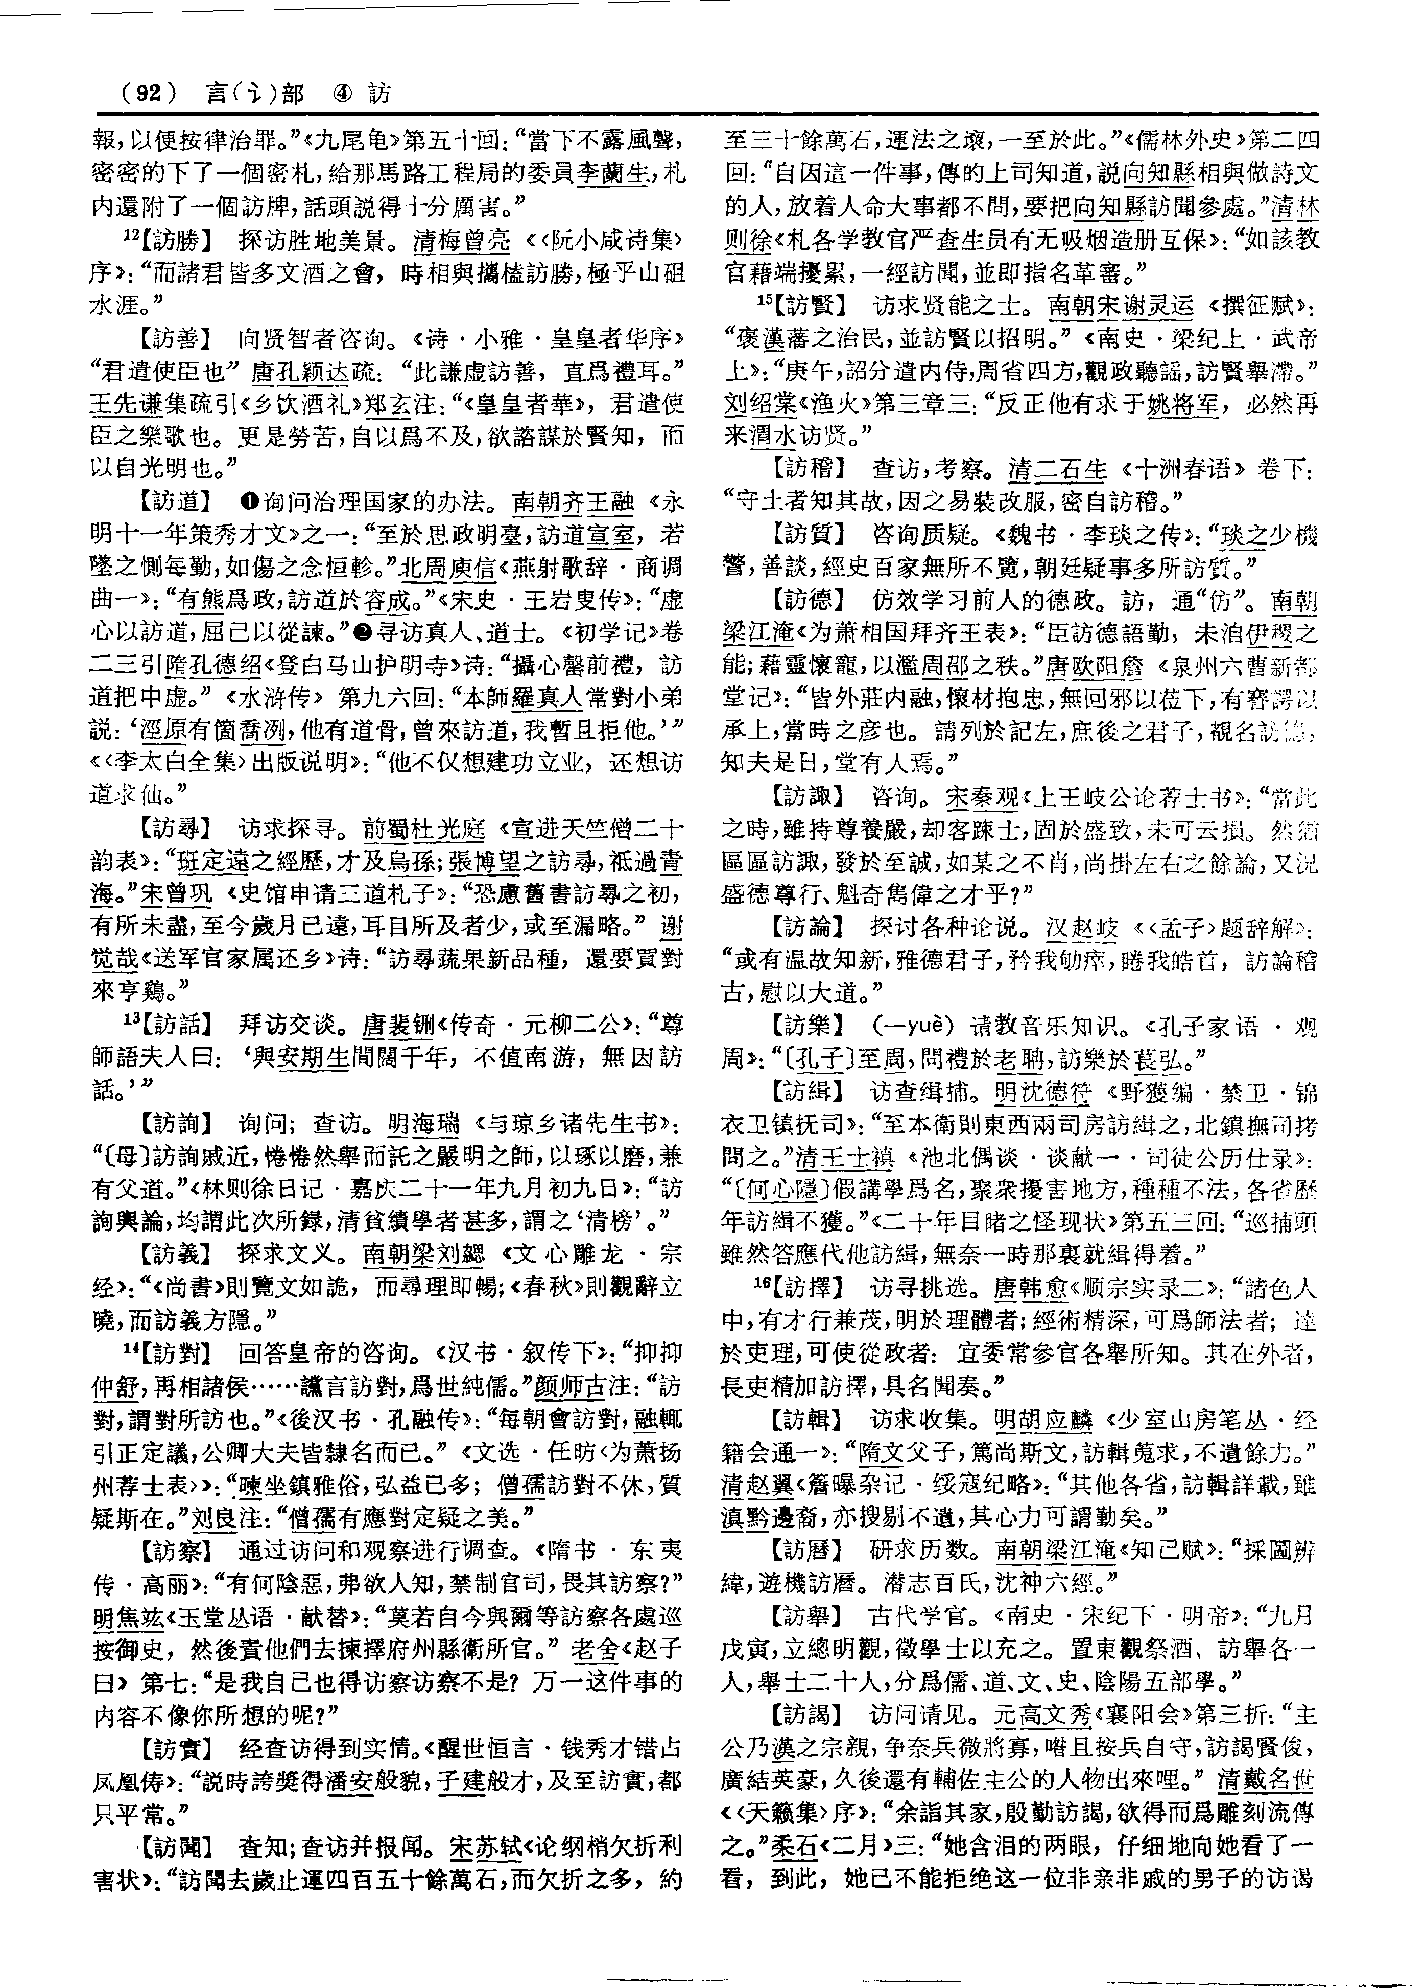 (92) 言(讠)部 ④ 訪
報，以便按律治罪。”《九尾龟》第五十回：“當下不露風聲，
密密的下了一個密札，給那馬路工程局的委員李蘭生，札
内還附了一個訪牌，話頭説得十分厲害。”
¹²【訪勝】 探访胜地美景。清梅曾亮《〈阮小咸诗集〉
序》：“而諸君皆多文酒之會，時相與攜榼訪勝，極乎山砠
水涯。”
【訪善】 向贤智者咨询。《诗·小雅·皇皇者华序》
“君遣使臣也”唐孔颖达疏：“此謙虚訪善，直爲禮耳。”
王先谦集疏引《乡饮酒礼》郑玄注：“《皇皇者華》，君遣使
臣之樂歌也。更是勞苦，自以爲不及，欲諮謀於賢知，而
以自光明也。”
【訪道】 ❶询问治理国家的办法。南朝齐王融《永
明十一年策秀才文》之一：“至於思政明臺，訪道宣室，若
墜之惻每勤，如傷之念恒軫。”北周庾信《燕射歌辞·商调
曲一》：“有熊爲政，訪道於容成。”《宋史·王岩叟传》：“虚
心以訪道，屈己以從諫。”❷寻访真人、道士。《初学记》卷
二三引隋孔德绍《登白马山护明寺》诗：“攝心罄前禮，訪
道把中虚。”《水浒传》第九六回：“本師羅真人常對小弟
説：‘涇原有箇喬洌，他有道骨，曾來訪道，我暫且拒他。’”
《〈李太白全集〉出版说明》：“他不仅想建功立业，还想访
道求仙。”
【訪尋】 访求探寻。前蜀杜光庭《宣进天竺僧二十
韵表》：“班定遠之經歷，才及烏孫；張博望之訪尋，祗過青
海。”宋曾巩《史馆申请三道札子》：“恐慮舊書訪尋之初，
有所未盡，至今歲月已遠，耳目所及者少，或至漏略。”谢
觉哉《送军官家属还乡》诗：“訪尋蔬果新品種，還要買對
來亨鷄。”
¹³【訪話】 拜访交谈。唐裴铏《传奇·元柳二公》：“尊
師語夫人曰：‘與安期生間闊千年，不值南游，無因訪
話。’”
【訪詢】 询问；查访。明海瑞《与琼乡诸先生书》：
“〔母〕訪詢戚近，惓惓然舉而託之嚴明之師，以琢以磨，兼
有父道。”《林则徐日记·嘉庆二十一年九月初九日》：“訪
詢輿論，均謂此次所録，清貧績學者甚多，謂之‘清榜’。”
【訪義】 探求文义。南朝梁刘勰《文心雕龙·宗
经》：“《尚書》則覽文如詭，而尋理即暢；《春秋》則觀辭立
曉，而訪義方隱。”
¹⁴【訪對】 回答皇帝的咨询。《汉书·叙传下》：“抑抑
仲舒，再相諸侯……讜言訪對，爲世純儒。”颜师古注：“訪
對，謂對所訪也。”《後汉书·孔融传》：“每朝會訪對，融輒
引正定議，公卿大夫皆隸名而已。”《文选·任昉〈为萧扬
州荐士表〉》：“暕坐鎮雅俗，弘益已多；僧孺訪對不休，質
疑斯在。”刘良注：“僧孺有應對定疑之美。”
【訪察】 通过访问和观察进行调查。《隋书·东夷
传·高丽》：“有何陰惡，弗欲人知，禁制官司，畏其訪察？”
明焦竑《玉堂丛语·献替》：“莫若自今與爾等訪察各處巡
按御史，然後責他們去揀擇府州縣衛所官。”老舍《赵子
曰》第七：“是我自己也得访察访察不是？万一这件事的
内容不像你所想的呢？”
【訪實】 经查访得到实情。《醒世恒言·钱秀才错占
凤凰俦》：“説時誇獎得潘安般貌，子建般才，及至訪實，都
只平常。”
【訪聞】 查知；查访并报闻。宋苏轼《论纲梢欠折利
害状》：“訪聞去歲止運四百五十餘萬石，而欠折之多，約
至三十餘萬石，運法之壞，一至於此。”《儒林外史》第二四
回：“自因這一件事，傳的上司知道，説向知縣相與做詩文
的人，放着人命大事都不問，要把向知縣訪聞參處。”清林
则徐《札各学教官严查生员有无吸烟造册互保》：“如該教
官藉端擾累，一經訪聞，並即指名革審。”
¹⁵【訪賢】 访求贤能之士。南朝宋谢灵运《撰征赋》：
“褒漢藩之治民，並訪賢以招明。”《南史·梁纪上·武帝
上》：“庚午，詔分遣内侍，周省四方，觀政聽謡，訪賢舉滯。”
刘绍棠《渔火》第三章三：“反正他有求于姚将军，必然再
来渭水访贤。”
【訪稽】 查访，考察。清二石生《十洲春语》卷下：
“守土者知其故，因之易裝改服，密自訪稽。”
【訪質】 咨询质疑。《魏书·李琰之传》：“琰之少機
警，善談，經史百家無所不覽，朝廷疑事多所訪質。”
【訪德】 仿效学习前人的德政。訪，通“仿”。南朝
梁江淹《为萧相国拜齐王表》：“臣訪德語勤，未洎伊稷之
能；藉靈懷寵，以濫周邵之秩。”唐欧阳詹《泉州六曹新都
堂记》：“皆外莊内融，懷材抱忠，無回邪以莅下，有謇諤以
承上，當時之彦也。請列於記左，庶後之君子，覩名訪德，
知夫是日，堂有人焉。”
【訪諏】 咨询。宋秦观《上王岐公论荐士书》：“當此
之時，雖持尊養嚴，却客踈士，固於盛致，未可云損。然猶
區區訪諏，發於至誠，如某之不肖，尚掛左右之餘論，又況
盛德尊行、魁奇雋偉之才乎？”
【訪論】 探讨各种论说。汉赵岐《〈孟子〉题辞解》：
“或有温故知新，雅德君子，矜我劬瘁，睠我皓首，訪論稽
古，慰以大道。”
【訪樂】 (—yuè) 请教音乐知识。《孔子家语·观
周》：“〔孔子〕至周，問禮於老聃，訪樂於萇弘。”
【訪緝】 访查缉捕。明沈德符《野獲编·禁卫·锦
衣卫镇抚司》：“至本衛則東西兩司房訪緝之，北鎮撫司拷
問之。”清王士禛《池北偶谈·谈献一·司徒公历仕录》：
“〔何心隱〕假講學爲名，聚衆擾害地方，種種不法，各省歷
年訪緝不獲。”《二十年目睹之怪现状》第五三回：“巡捕頭
雖然答應代他訪緝，無奈一時那裏就緝得着。”
¹⁶【訪擇】 访寻挑选。唐韩愈《顺宗实录二》：“諸色人
中，有才行兼茂，明於理體者；經術精深，可爲師法者；達
於吏理，可使從政者：宜委常參官各舉所知。其在外者，
長吏精加訪擇，具名聞奏。”
【訪輯】 访求收集。明胡应麟《少室山房笔丛·经
籍会通一》：“隋文父子，篤尚斯文，訪輯蒐求，不遺餘力。”
清赵翼《簷曝杂记·绥寇纪略》：“其他各省，訪輯詳載，雖
滇黔邊裔，亦搜剔不遺，其心力可謂勤矣。”
【訪曆】 研求历数。南朝梁江淹《知己赋》：“採圖辨
緯，遊機訪曆。潛志百氏，沈神六經。”
【訪舉】 古代学官。《南史·宋纪下·明帝》：“九月
戊寅，立總明觀，徵學士以充之。置東觀祭酒、訪舉各一
人，舉士二十人，分爲儒、道、文、史、陰陽五部學。”
【訪謁】 访问请见。元高文秀《襄阳会》第三折：“主
公乃漢之宗親，争奈兵微將寡，喒且按兵自守，訪謁賢俊，
廣結英豪，久後還有輔佐主公的人物出來哩。”清戴名世
《〈天籁集〉序》：“余詣其家，殷勤訪謁，欲得而爲雕刻流傳
之。”柔石《二月》三：“她含泪的两眼，仔细地向她看了一
看，到此，她已不能拒绝这一位非亲非戚的男子的访谒